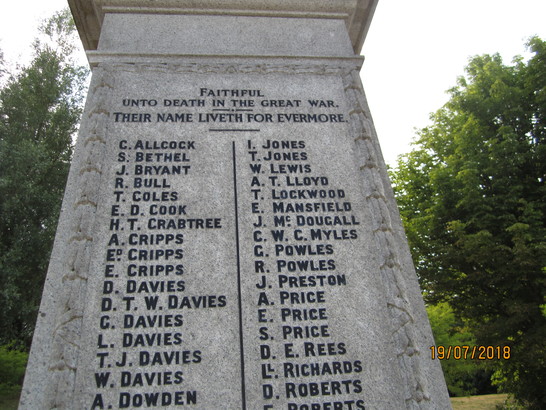 FAITHFUL
UNTO DEATH IN THE GREAT WAR.
THEIR NAME LIVETH FOR EVERMORE.
C. ALLCOCK
S. BETHEL
J. BRYANT
R. BULL
T. COLES
E. D. COOK
H. T. CRABTREE
A. CRIPPS
ED. CRIPPS
E. CRIPPS
D. DAVIES
D. T. W. DAVIES
G. DAVIES
L. DAVIES
T. J. DAVIES
W. DAVIES
A. DOWDEN
I. JONES
T. JONES
W. LEWIS
A. T. LLOYD
T. LOCKWOOD
E. MANSFIELD
J. MC. DOUGALL
C. W. C. MYLES
G. POWLES
R. POWLES
J. PRESTON
A. PRICE
E. PRICE
S. PRICE
D. E. REES
LL. RICHARDS
D. ROBERTS
ROBERTS
19/07/2018